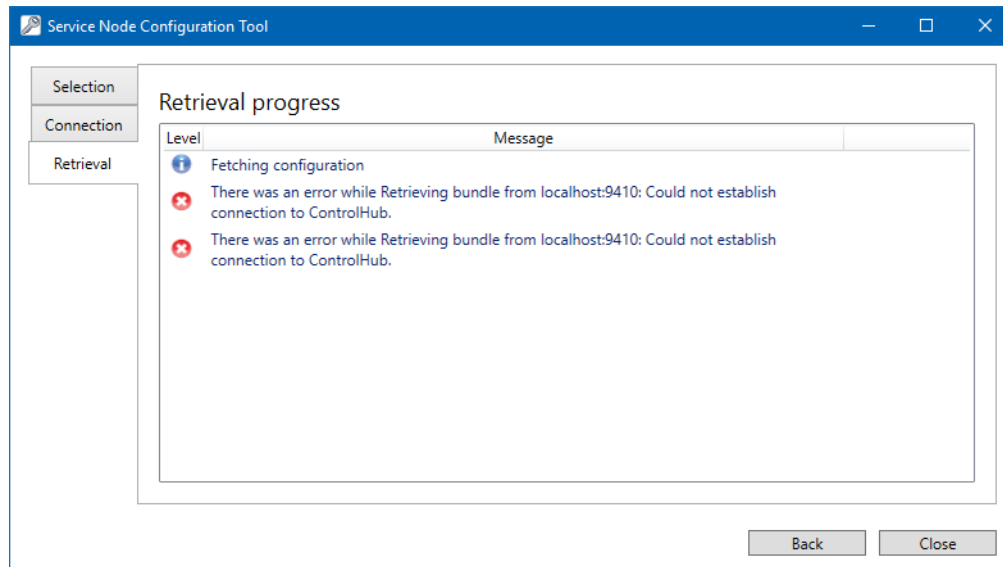 Service Node Configuration Tool
Selection
Connection
Retrieval
Retrieval progress
Level Message
Fetching configuration
There was an error while Retrieving bundle from localhost:9410: Could not establish
connection to ControlHub.
There was an error while Retrieving bundle from localhost:9410: Could not establish
connection to ControlHub.
Back Close